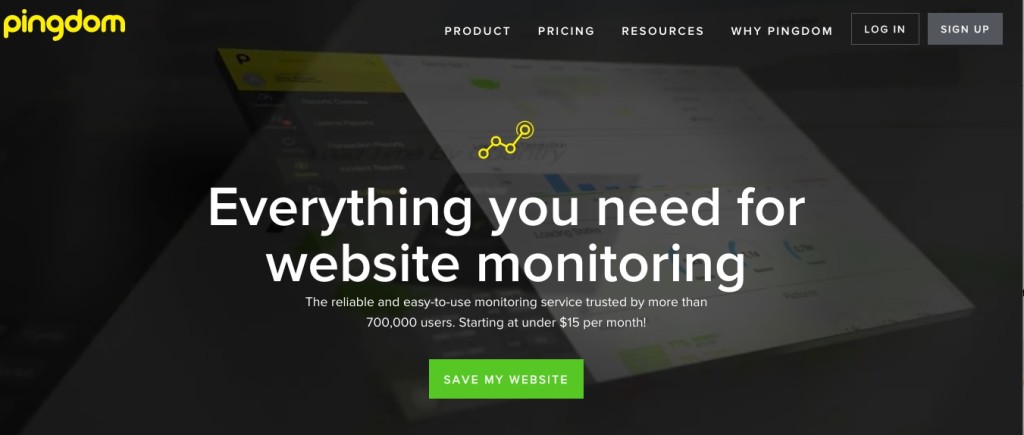 pingdom
PRODUCT PRICING RESOURCES WHY PINGDOM LOG IN SIGN UP
Everything you need for
website monitoring
The reliable and easy-to-use monitoring service trusted by more than
700,000 users. Starting at under $15 per month!
SAVE MY WEBSITE